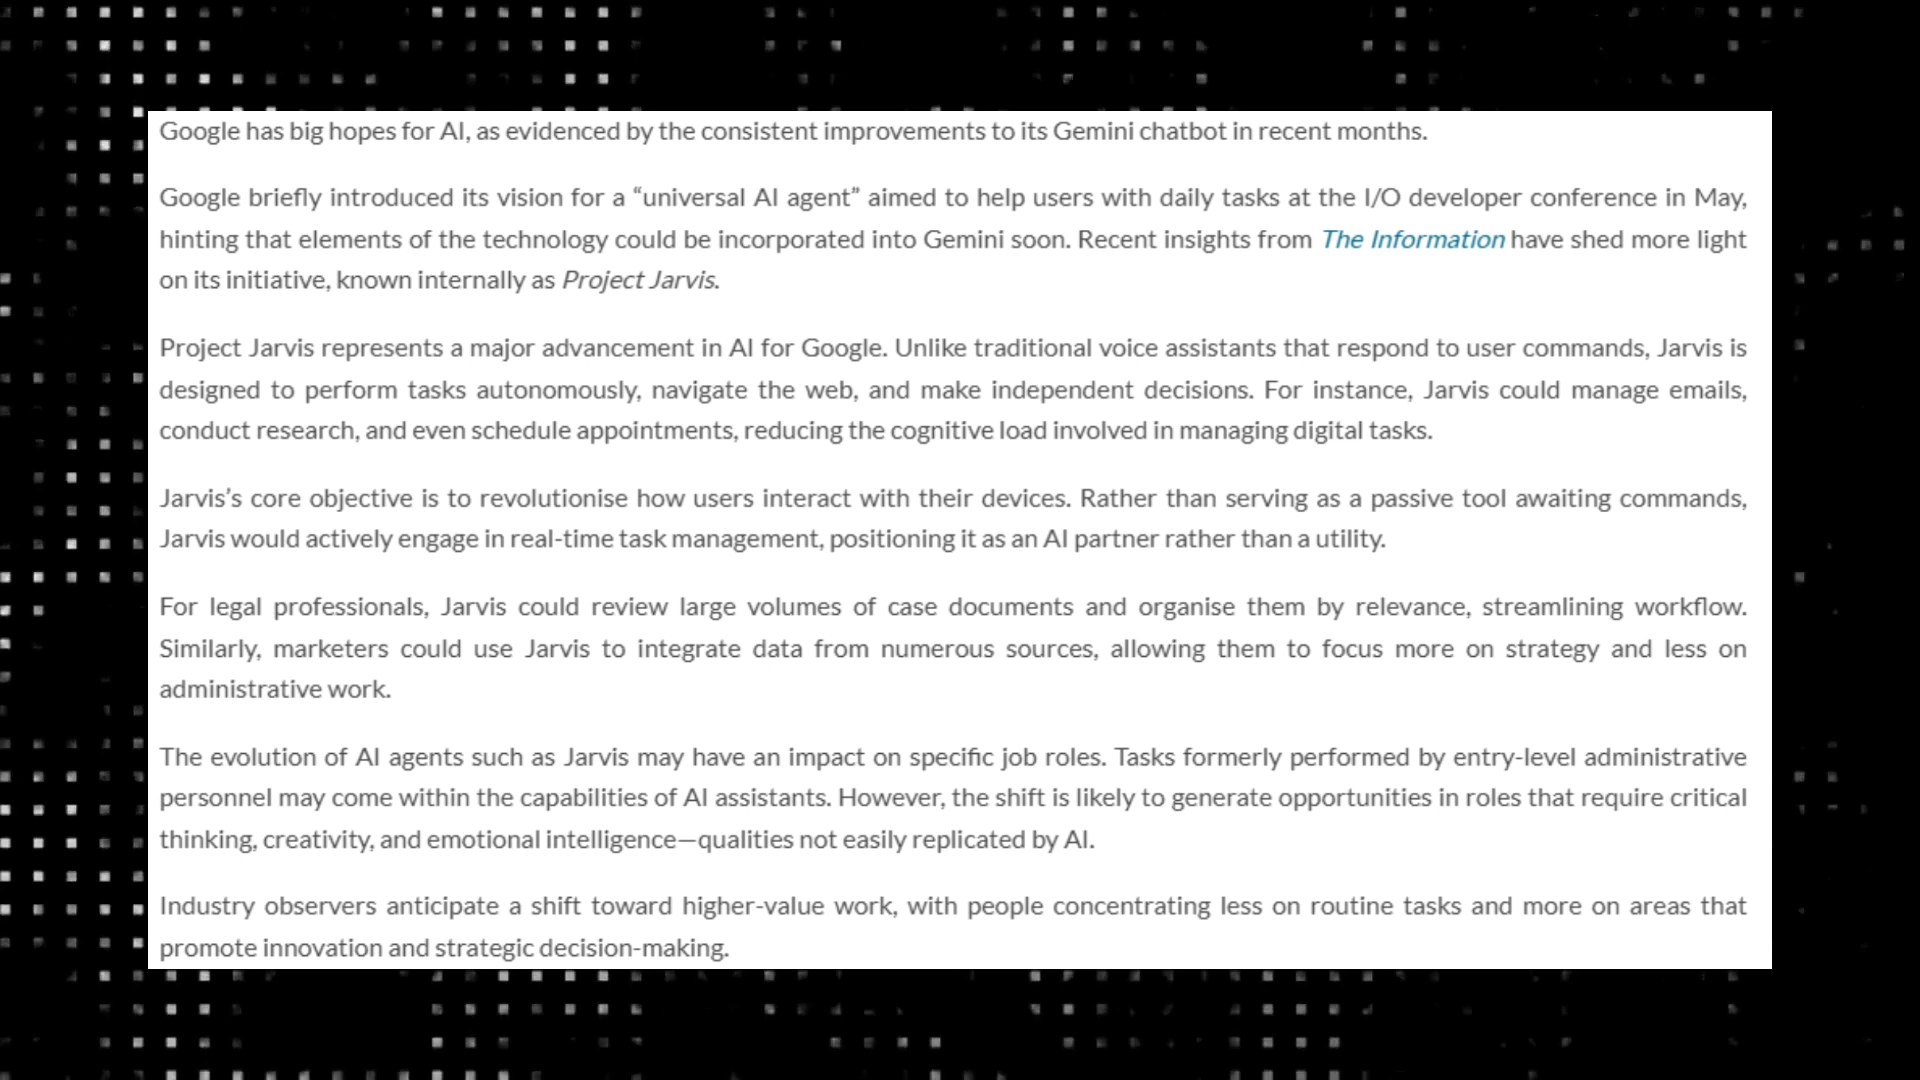 Google has big hopes for AI, as evidenced by the consistent improvements to its Gemini chatbot in recent months.
Google briefly introduced its vision for a “universal AI agent” aimed to help users with daily tasks at the I/O developer conference in May,
hinting that elements of the technology could be incorporated into Gemini soon. Recent insights from The Information have shed more light
on its initiative, known internally as Project Jarvis.
Project Jarvis represents a major advancement in AI for Google. Unlike traditional voice assistants that respond to user commands, Jarvis is
designed to perform tasks autonomously, navigate the web, and make independent decisions. For instance, Jarvis could manage emails,
conduct research, and even schedule appointments, reducing the cognitive load involved in managing digital tasks.
Jarvis’s core objective is to revolutionise how users interact with their devices. Rather than serving as a passive tool awaiting commands,
Jarvis would actively engage in real-time task management, positioning it as an AI partner rather than a utility.
For legal professionals, Jarvis could review large volumes of case documents and organise them by relevance, streamlining workflow.
Similarly, marketers could use Jarvis to integrate data from numerous sources, allowing them to focus more on strategy and less on
administrative work.
The evolution of AI agents such as Jarvis may have an impact on specific job roles. Tasks formerly performed by entry-level administrative
personnel may come within the capabilities of AI assistants. However, the shift is likely to generate opportunities in roles that require critical
thinking, creativity, and emotional intelligence—qualities not easily replicated by AI.
Industry observers anticipate a shift toward higher-value work, with people concentrating less on routine tasks and more on areas that
promote innovation and strategic decision-making.